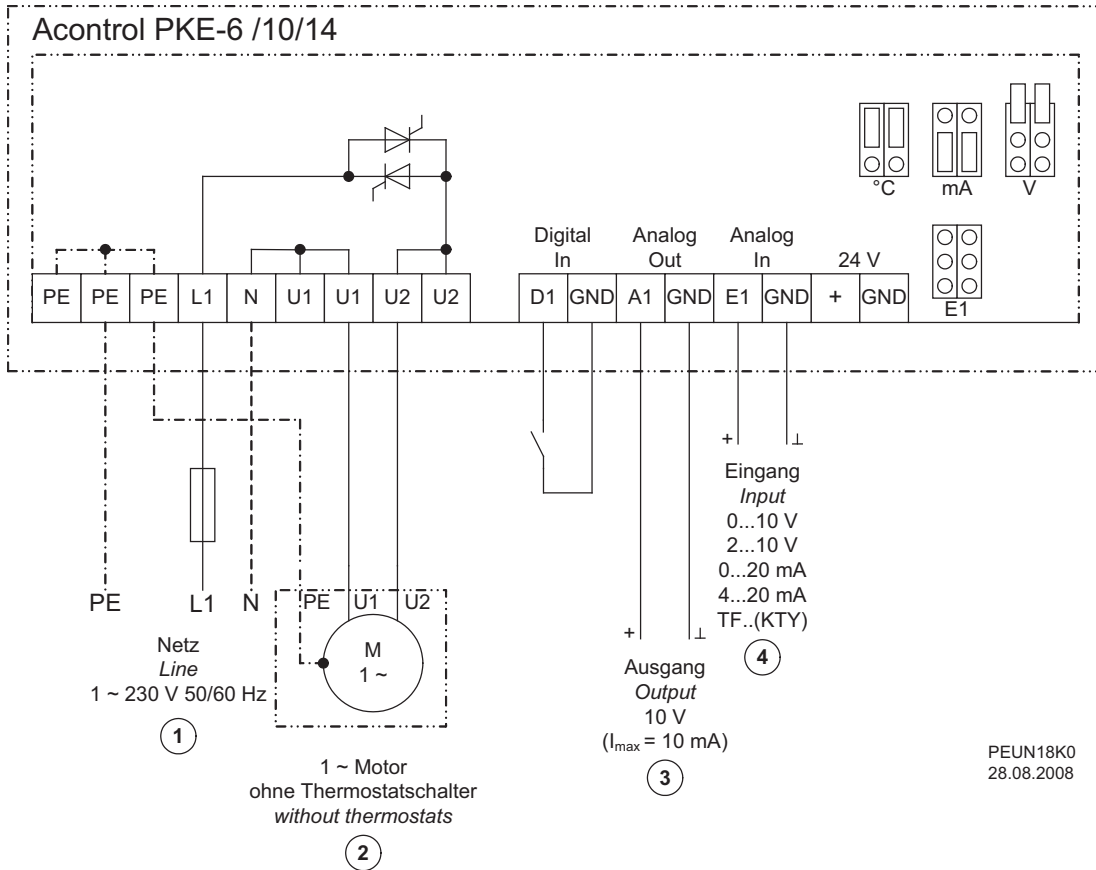 Acontrol PKE-6 /10/14
°C mA V
Digital In
Analog Out
Analog In
24 V
PE PE PE L1 N U1 U1 U2 U2
D1 GND A1 GND E1 GND + GND
E1
+ ⊥
Eingang
Input
0...10 V
2...10 V
0...20 mA
4...20 mA
TF..(KTY)
4
PE L1 N
PE U1 U2
M
1 ~
Netz
Line
1 ~ 230 V 50/60 Hz
1
+ ⊥
Ausgang
Output
10 V
(Imax = 10 mA)
3
1 ~ Motor
ohne Thermostatschalter
without thermostats
2
PEUN18K0
28.08.2008